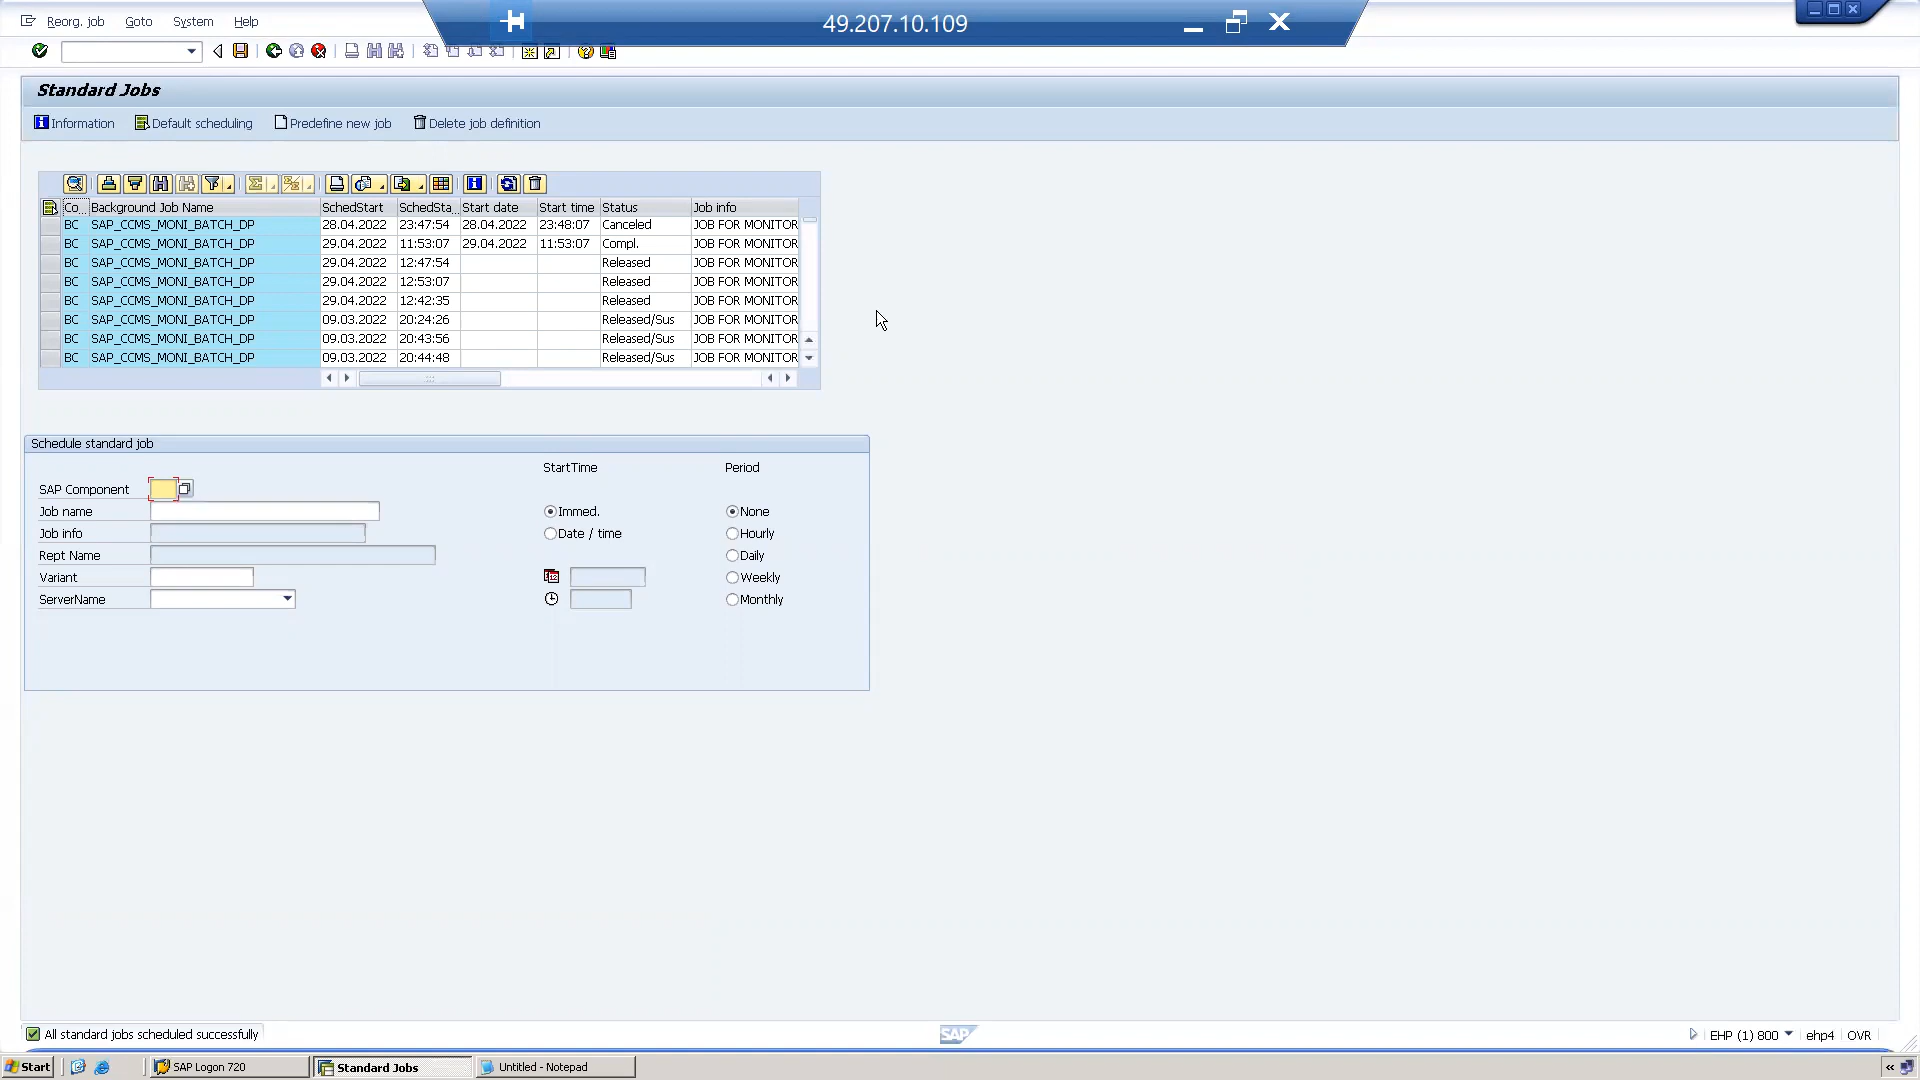 Reorg. job Goto System Help
49.207.10.109
Standard Jobs
Information Default scheduling Predefine new job Delete job definition
Co.. Background Job Name SchedStart SchedSta... Start date Start time Status Job info
BC SAP_CCMS_MONI_BATCH_DP 28.04.2022 23:47:54 28.04.2022 23:48:07 Canceled JOB FOR MONITOR
BC SAP_CCMS_MONI_BATCH_DP 29.04.2022 11:53:07 29.04.2022 11:53:07 Compl. JOB FOR MONITOR
BC SAP_CCMS_MONI_BATCH_DP 29.04.2022 12:47:54 Released JOB FOR MONITOR
BC SAP_CCMS_MONI_BATCH_DP 29.04.2022 12:53:07 Released JOB FOR MONITOR
BC SAP_CCMS_MONI_BATCH_DP 29.04.2022 12:42:35 Released JOB FOR MONITOR
BC SAP_CCMS_MONI_BATCH_DP 09.03.2022 20:24:26 Released/Sus JOB FOR MONITOR
BC SAP_CCMS_MONI_BATCH_DP 09.03.2022 20:43:56 Released/Sus JOB FOR MONITOR
BC SAP_CCMS_MONI_BATCH_DP 09.03.2022 20:44:48 Released/Sus JOB FOR MONITOR
Schedule standard job
StartTime Period
SAP Component
Job name Immed. None
Job info Date / time Hourly
Rept Name Daily
Variant Weekly
ServerName Monthly
All standard jobs scheduled successfully SAP EHP (1) 800 ehp4 OVR
Start SAP Logon 720 Standard Jobs Untitled - Notepad «